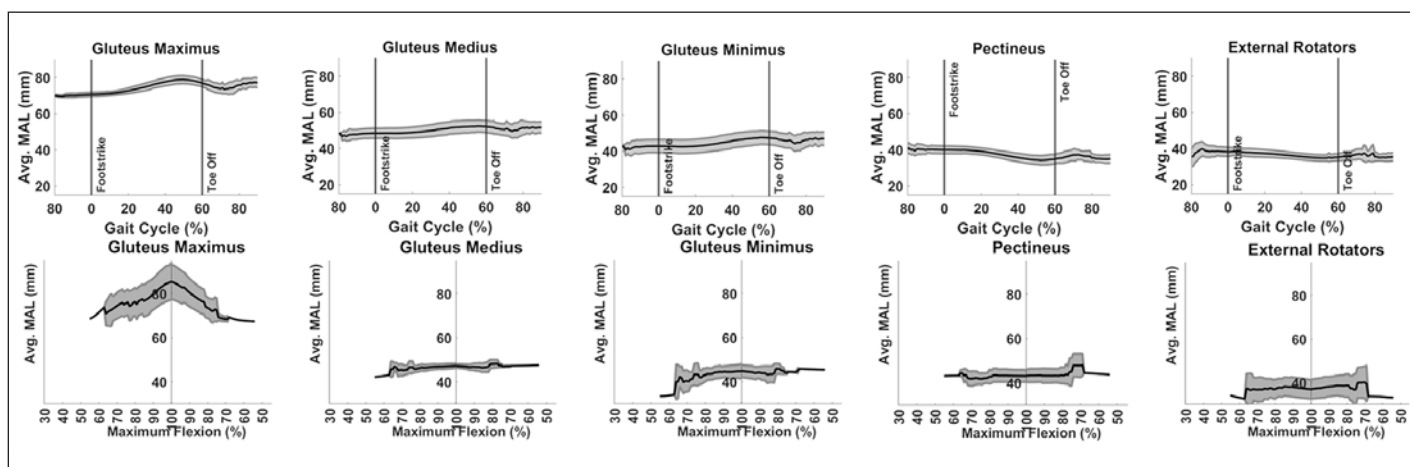 Gluteus Maximus
Avg. MAL (mm)
80
60
40
20
Footstrike
Toe Off
80 0 20 40 60 80
Gait Cycle (%)
Gluteus Medius
Avg. MAL (mm)
80
60
40
20
Footstrike
Toe Off
80 0 20 40 60 80
Gait Cycle (%)
Gluteus Minimus
Avg. MAL (mm)
80
60
40
20
Footstrike
Toe Off
80 0 20 40 60 80
Gait Cycle (%)
Pectineus
Avg. MAL (mm)
80
60
40
20
Footstrike
Toe Off
80 0 20 40 60 80
Gait Cycle (%)
External Rotators
Avg. MAL (mm)
80
60
40
20
Footstrike
Toe Off
80 0 20 40 60 80
Gait Cycle (%)
Gluteus Maximus
Avg. MAL (mm)
80
60
40
30 40 50 60 70 80 90 100 90 80 70 60 50
Maximum Flexion (%)
Gluteus Medius
Avg. MAL (mm)
80
60
40
30 40 50 60 70 80 90 100 90 80 70 60 50
Maximum Flexion (%)
Gluteus Minimus
Avg. MAL (mm)
80
60
40
30 40 50 60 70 80 90 100 90 80 70 60 50
Maximum Flexion (%)
Pectineus
Avg. MAL (mm)
80
60
40
30 40 50 60 70 80 90 100 90 80 70 60 50
Maximum Flexion (%)
External Rotators
Avg. MAL (mm)
80
60
40
30 40 50 60 70 80 90 100 90 80 70 60 50
Maximum Flexion (%)